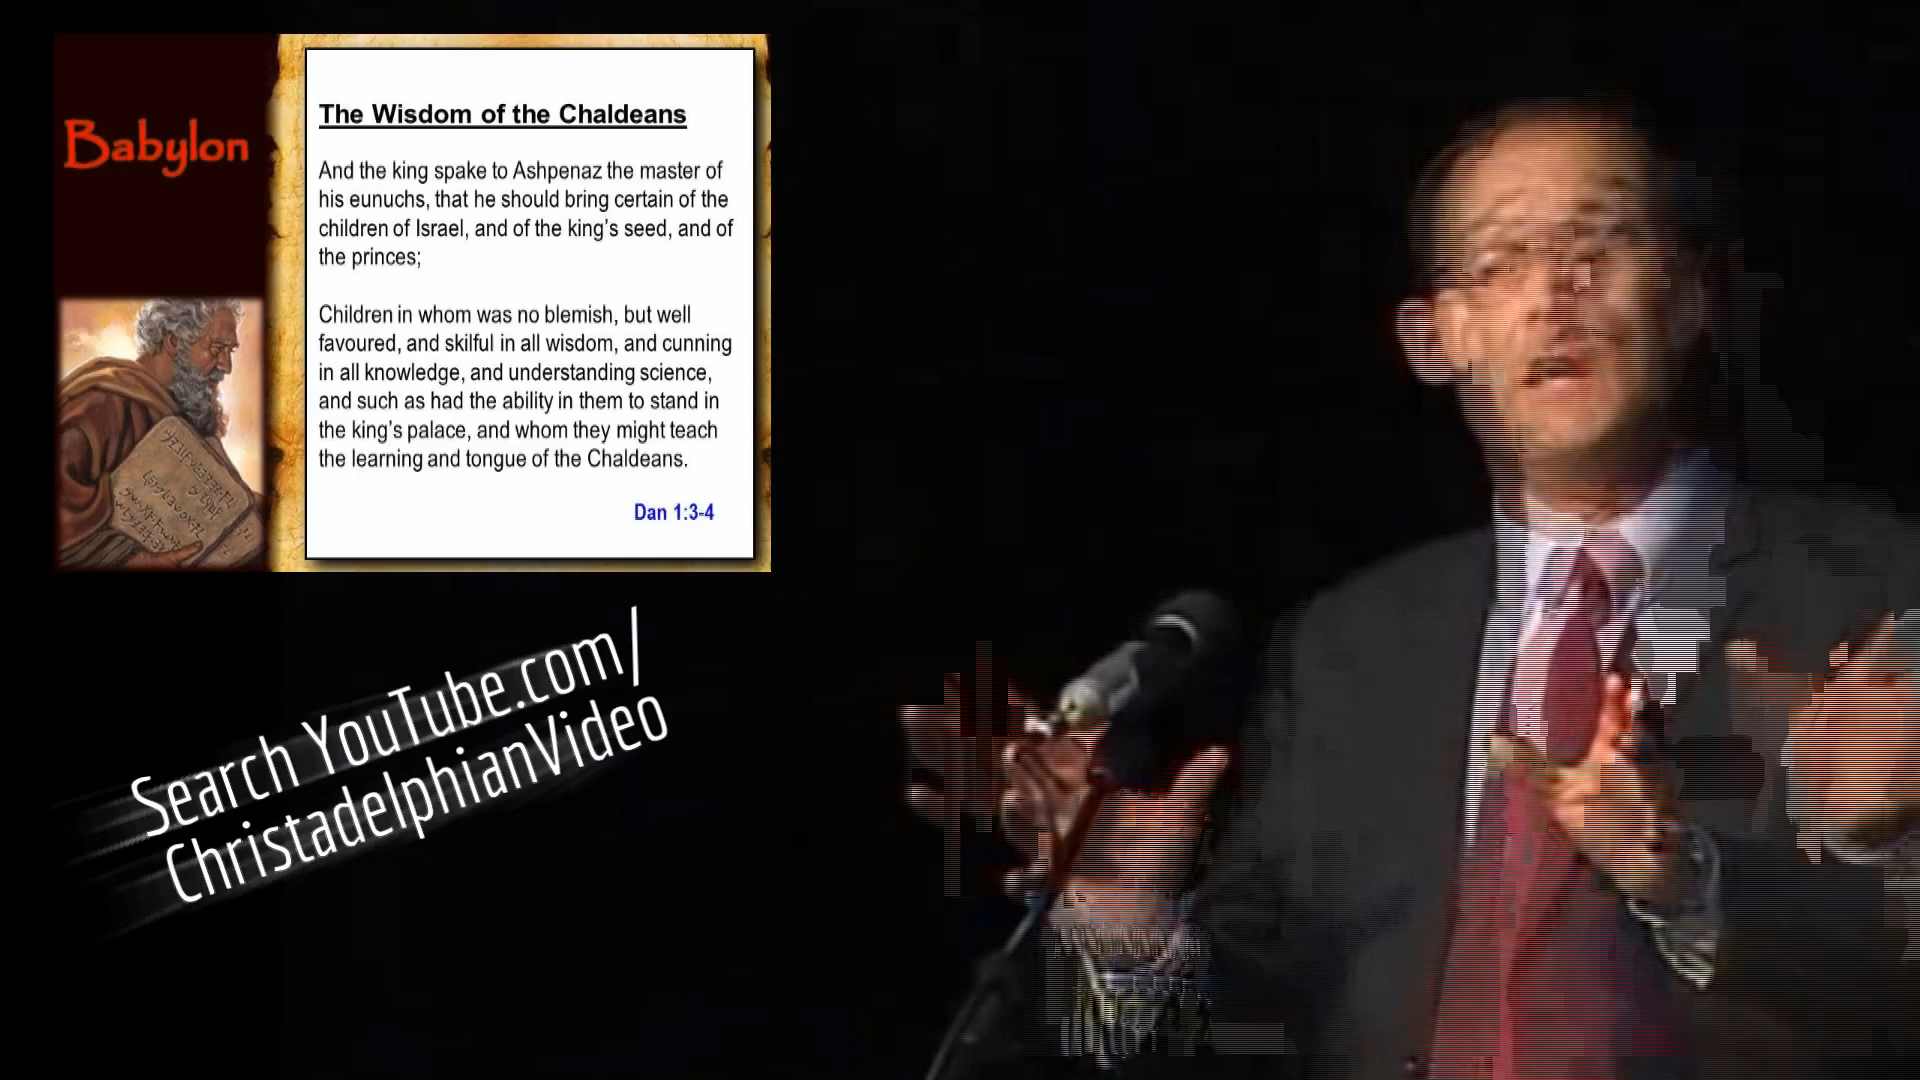 Babylon
The Wisdom of the Chaldeans
And the king spake to Ashpenaz the master of
his eunuchs, that he should bring certain of the
children of Israel, and of the king's seed, and of
the princes;
Children in whom was no blemish, but well
favoured, and skilful in all wisdom, and cunning
in all knowledge, and understanding science,
and such as had the ability in them to stand in
the king's palace, and whom they might teach
the learning and tongue of the Chaldeans.
Dan 1:3-4
Search YouTube.com/
ChristadelphianVideo